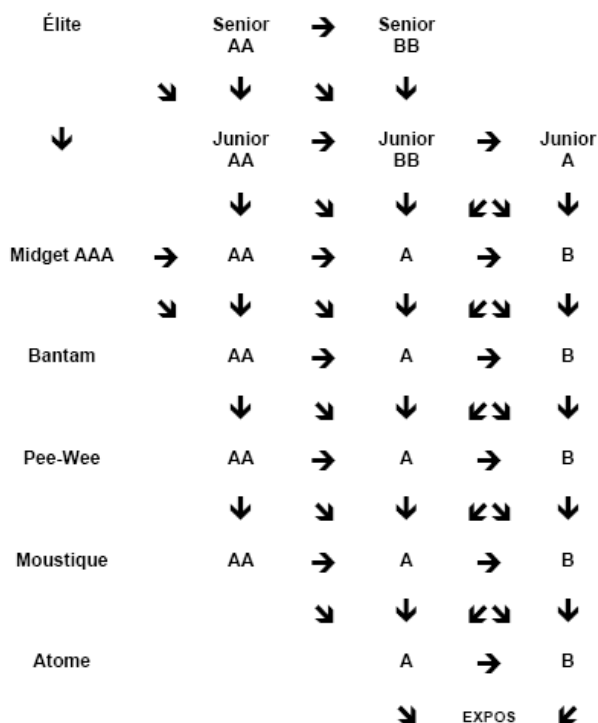 Élite Senior → Senior
AA BB
↘ ↓ ↘ ↓
↓ Junior → Junior → Junior
AA BB A
↓ ↘ ↓ ↙↘ ↓
Midget AAA → AA → A → B
↘ ↓ ↘ ↓ ↙↘ ↓
Bantam AA → A → B
↓ ↘ ↓ ↙↘ ↓
Pee-Wee AA → A → B
↓ ↘ ↓ ↙↘ ↓
Moustique AA → A → B
↘ ↓ ↙↘ ↓
Atome A → B
↘ EXPOS ↙